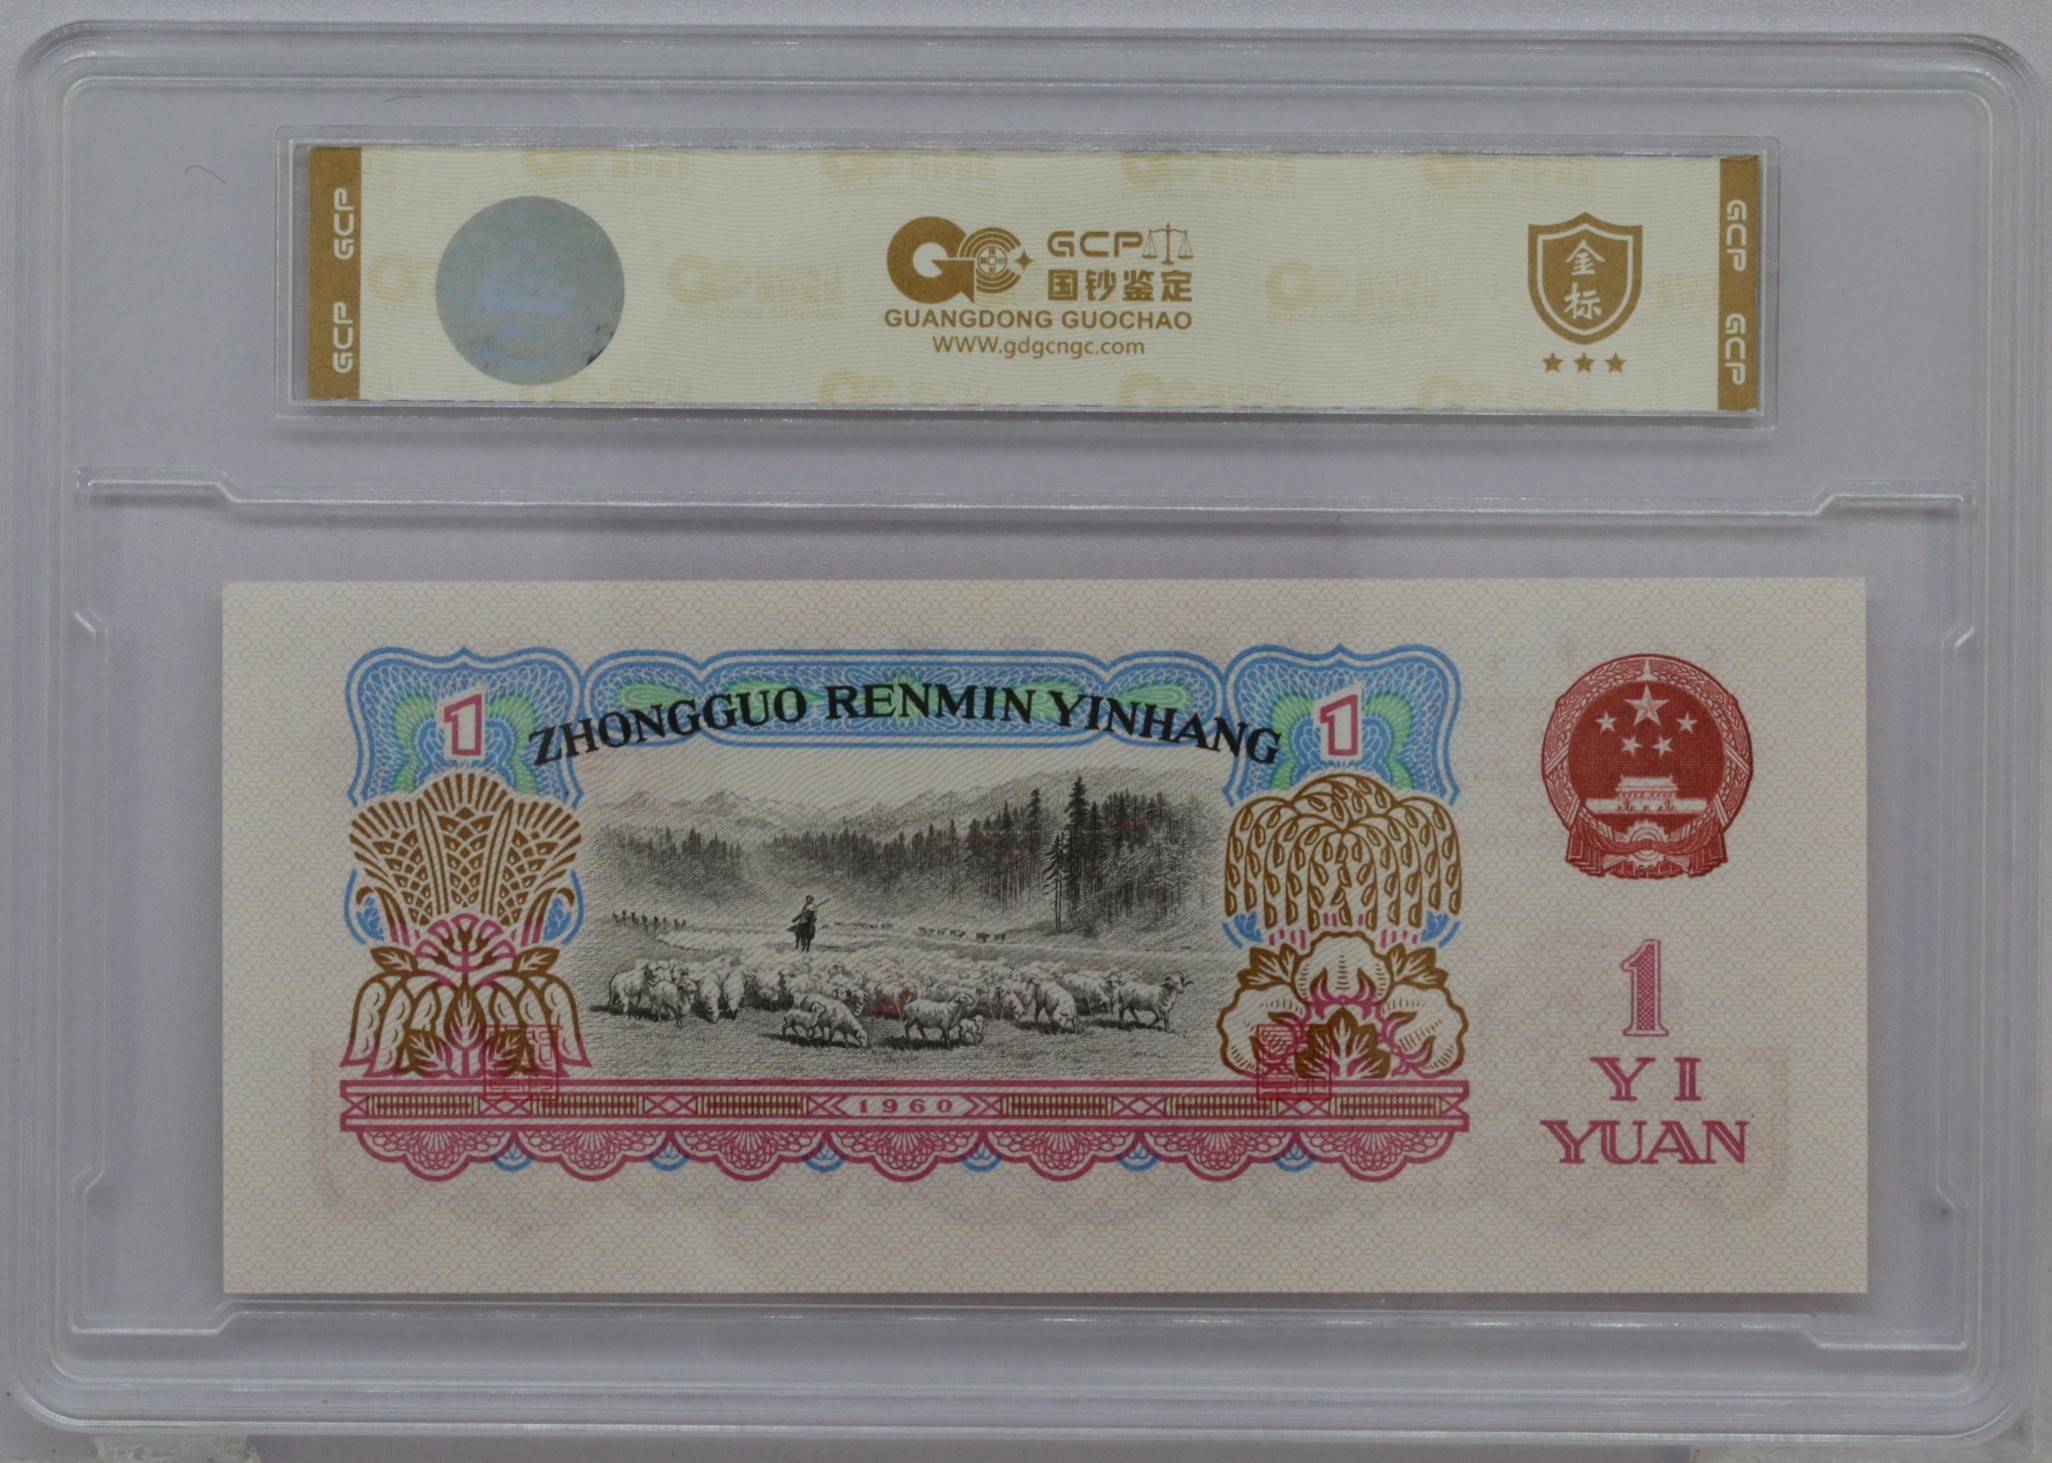 GCP
GCP
GCP
国钞鉴定
GUANGDONG GUOCHAO
WWW.gdgcngc.com
金
标
GCP
GCP
1
ZHONGGUO RENMIN YINHANG
1
1
YI
YUAN
1960